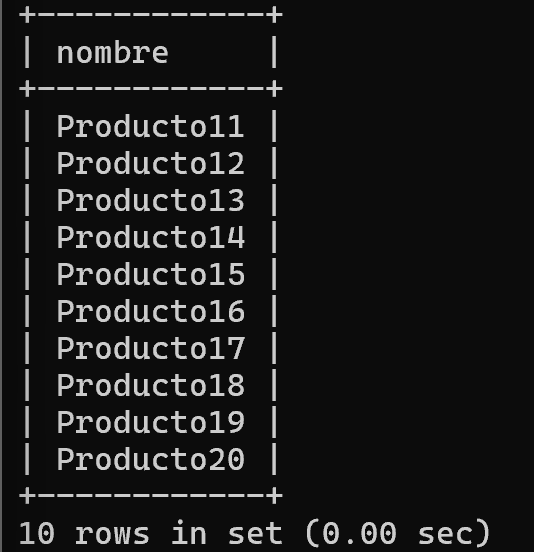 +------------+
| nombre     |
+------------+
| Producto11 |
| Producto12 |
| Producto13 |
| Producto14 |
| Producto15 |
| Producto16 |
| Producto17 |
| Producto18 |
| Producto19 |
| Producto20 |
+------------+
10 rows in set (0.00 sec)